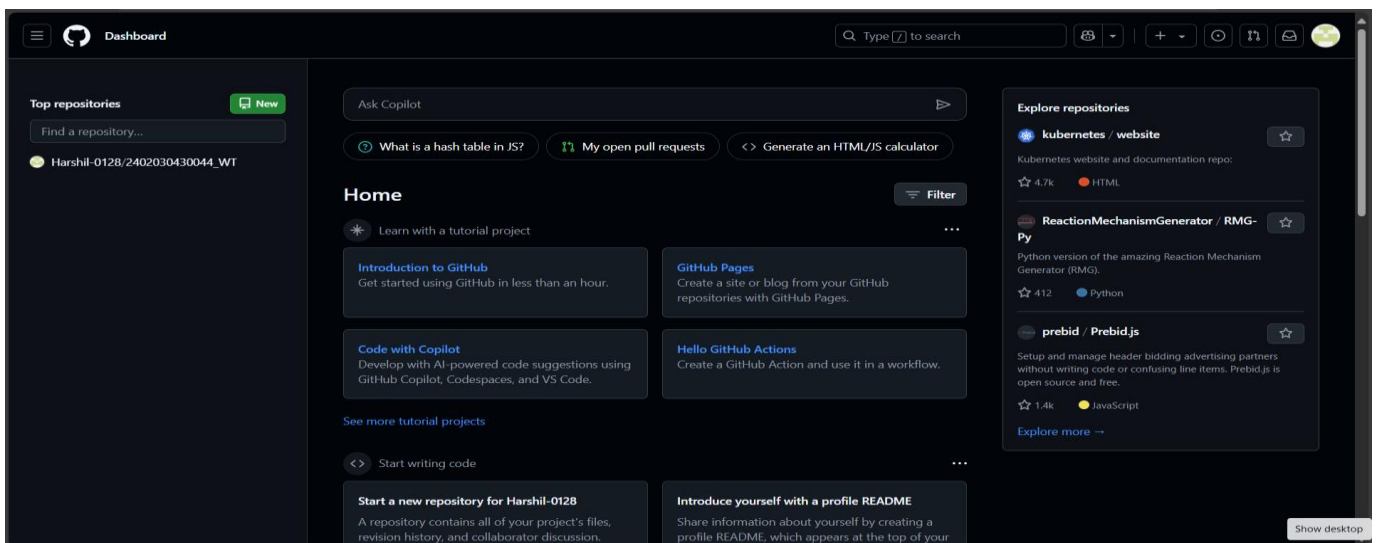 Dashboard
Type / to search
Top repositories
New
Find a repository...
Harshil-0128/2402030430044_WT
Ask Copilot
What is a hash table in JS?
My open pull requests
Generate an HTML/JS calculator
Home
Filter
Learn with a tutorial project
Introduction to GitHub
Get started using GitHub in less than an hour.
GitHub Pages
Create a site or blog from your GitHub
repositories with GitHub Pages.
Code with Copilot
Develop with AI-powered code suggestions using
GitHub Copilot, Codespaces, and VS Code.
Hello GitHub Actions
Create a GitHub Action and use it in a workflow.
See more tutorial projects
Start writing code
Start a new repository for Harshil-0128
A repository contains all of your project's files,
revision history, and collaborator discussion.
Introduce yourself with a profile README
Share information about yourself by creating a
profile README, which appears at the top of your
Explore repositories
kubernetes / website
Kubernetes website and documentation repo:
4.7k HTML
ReactionMechanismGenerator / RMG-
Py
Python version of the amazing Reaction Mechanism
Generator (RMG).
412 Python
prebid / Prebid.js
Setup and manage header bidding advertising partners
without writing code or confusing line items. Prebid.js is
open source and free.
1.4k JavaScript
Explore more →
Show desktop